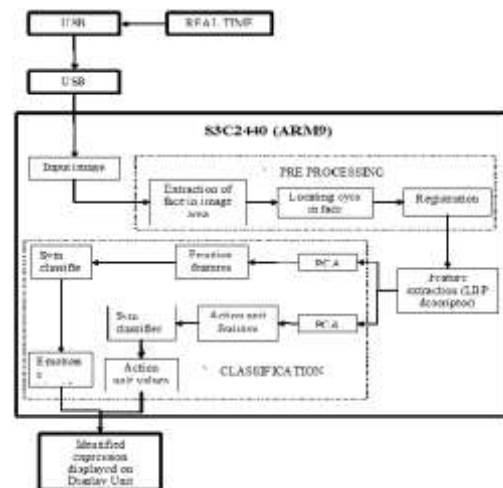 REAL TIME
USB
S3C2440 (ARM9)
Input image
PRE PROCESSING
Extraction of
face in image
area
Locating eyes
in face
Registration
Svm
classifier
Emotion
features
PCA
Feature
extraction (LDP
descriptor)
Svm
classifier
Action unit
features
PCA
Emotions
Action
unit values
CLASSIFICATION
Identified
expression
displayed on
Display Unit